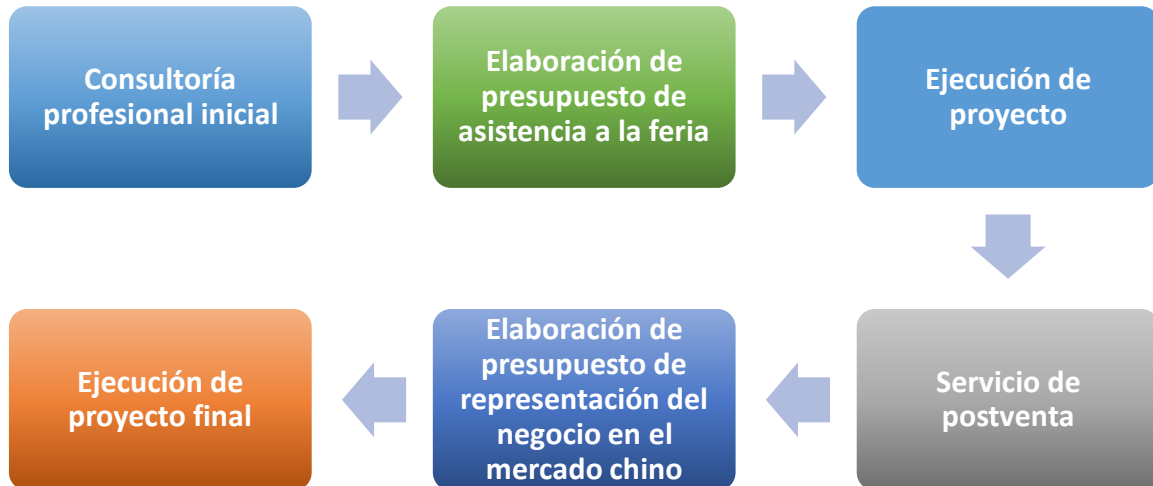 Consultoría
profesional inicial
Elaboración de
presupuesto de
asistencia a la feria
Ejecución de
proyecto
Servicio de
postventa
Elaboración de
presupuesto de
representación del
negocio en el
mercado chino
Ejecución de
proyecto final